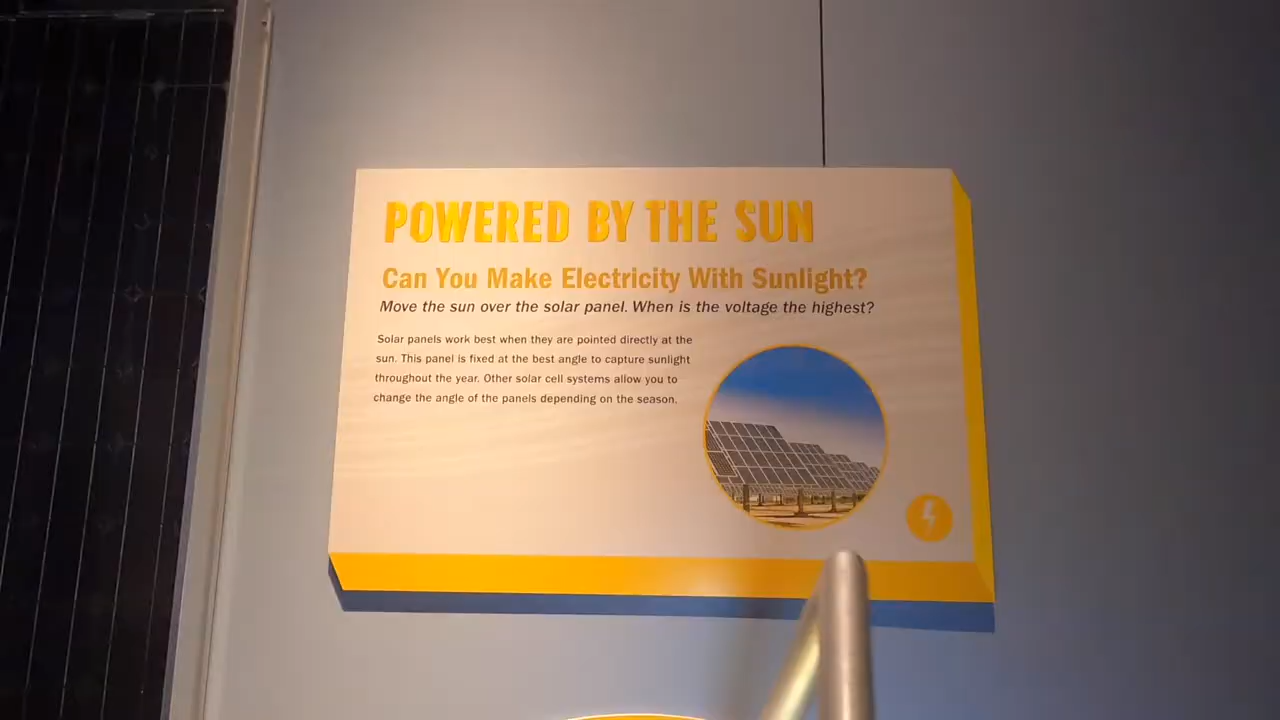 POWERED BY THE SUN
Can You Make Electricity With Sunlight?
Move the sun over the solar panel. When is the voltage the highest?
Solar panels work best when they are pointed directly at the
sun. This panel is fixed at the best angle to capture sunlight
throughout the year. Other solar cell systems allow you to
change the angle of the panels depending on the season.